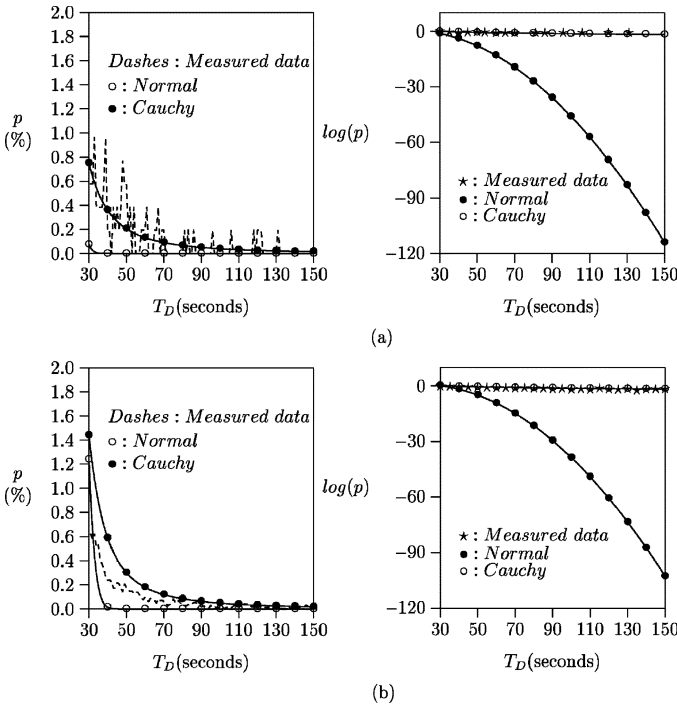 2.0
1.8
1.6
1.4
1.2
1.0
0.8
0.6
0.4
0.2
0.0
p
(%)
Dashes : Measured data
○ : Normal
● : Cauchy
30 50 70 90 110 130 150
T_D(seconds)
0
−30
−60
−90
−120
log(p)
★ : Measured data
● : Normal
○ : Cauchy
30 50 70 90 110 130 150
T_D(seconds)
(a)
2.0
1.8
1.6
1.4
1.2
1.0
0.8
0.6
0.4
0.2
0.0
p
(%)
Dashes : Measured data
○ : Normal
● : Cauchy
30 50 70 90 110 130 150
T_D(seconds)
0
−30
−60
−90
−120
log(p)
★ : Measured data
● : Normal
○ : Cauchy
30 50 70 90 110 130 150
T_D(seconds)
(b)